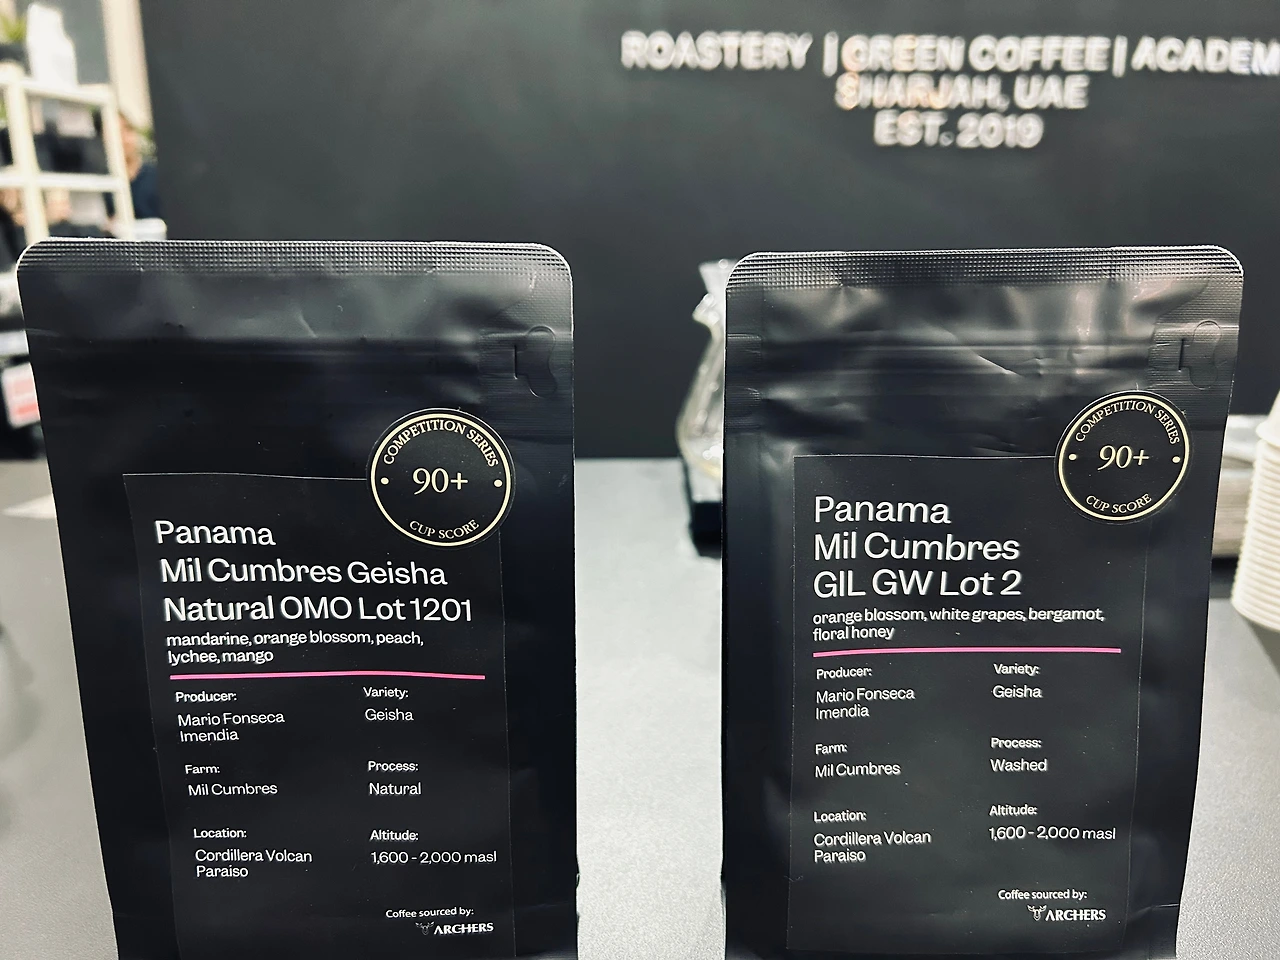 ROASTERY | GREEN COFFEE | ACADEM
SHARJAH, UAE
EST. 2019
COMPETITION SERIES
90+
CUP SCORE
Panama
Mil Cumbres Geisha
Natural OMO Lot 1201
mandarine, orange blossom, peach,
lychee, mango
Producer:
Mario Fonseca
Imendia
Variety:
Geisha
Farm:
Mil Cumbres
Process:
Natural
Location:
Cordillera Volcan
Paraiso
Altitude:
1,600 - 2,000 masl
Coffee sourced by:
ARCHERS
COMPETITION SERIES
90+
CUP SCORE
Panama
Mil Cumbres
GIL GW Lot 2
orange blossom, white grapes, bergamot,
floral honey
Producer:
Mario Fonseca
Imendia
Variety:
Geisha
Farm:
Mil Cumbres
Process:
Washed
Location:
Cordillera Volcan
Paraiso
Altitude:
1,600 - 2,000 masl
Coffee sourced by:
ARCHERS